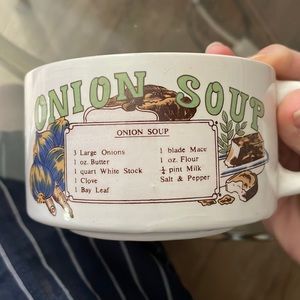 ONION SOUP
ONION SOUP
3 Large Onions
1 oz. Butter
1 quart White Stock
1 Clove
1 Bay Leaf
1 blade Mace
1 oz. Flour
¼ pint Milk
Salt & Pepper